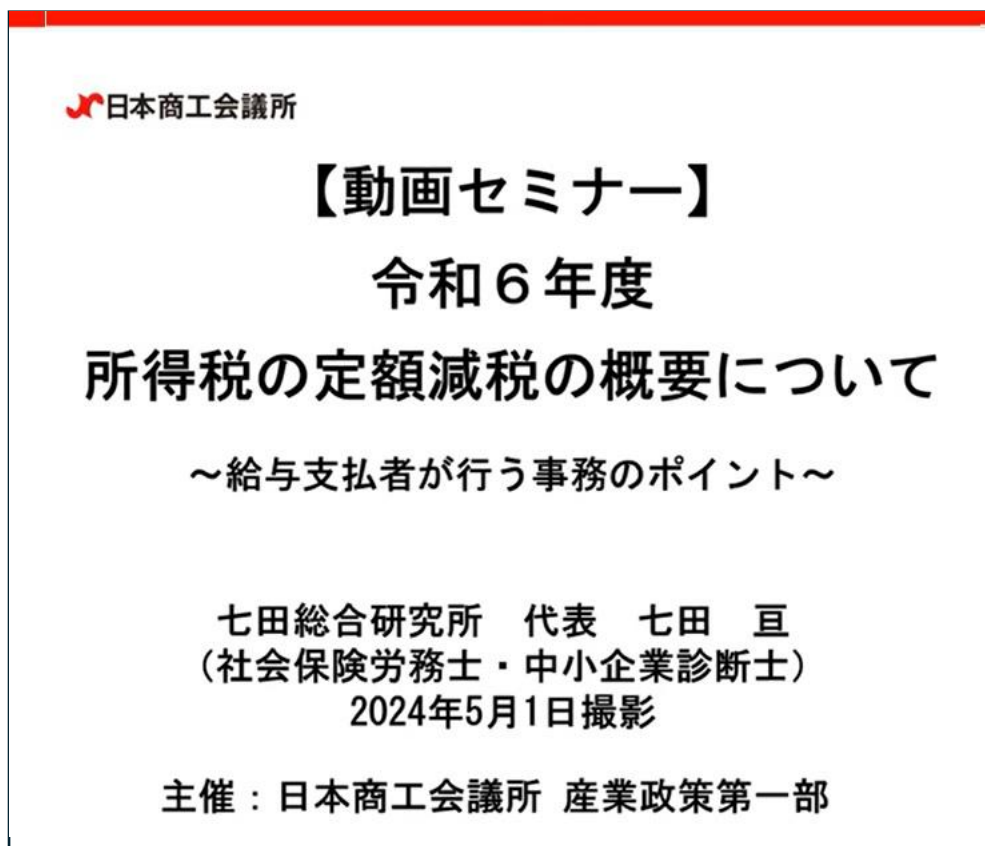 日本商工会議所
【動画セミナー】
令和６年度
所得税の定額減税の概要について
～給与支払者が行う事務のポイント～
七田総合研究所　代表　七田　亘
（社会保険労務士・中小企業診断士）
2024年5月1日撮影
主催：日本商工会議所 産業政策第一部